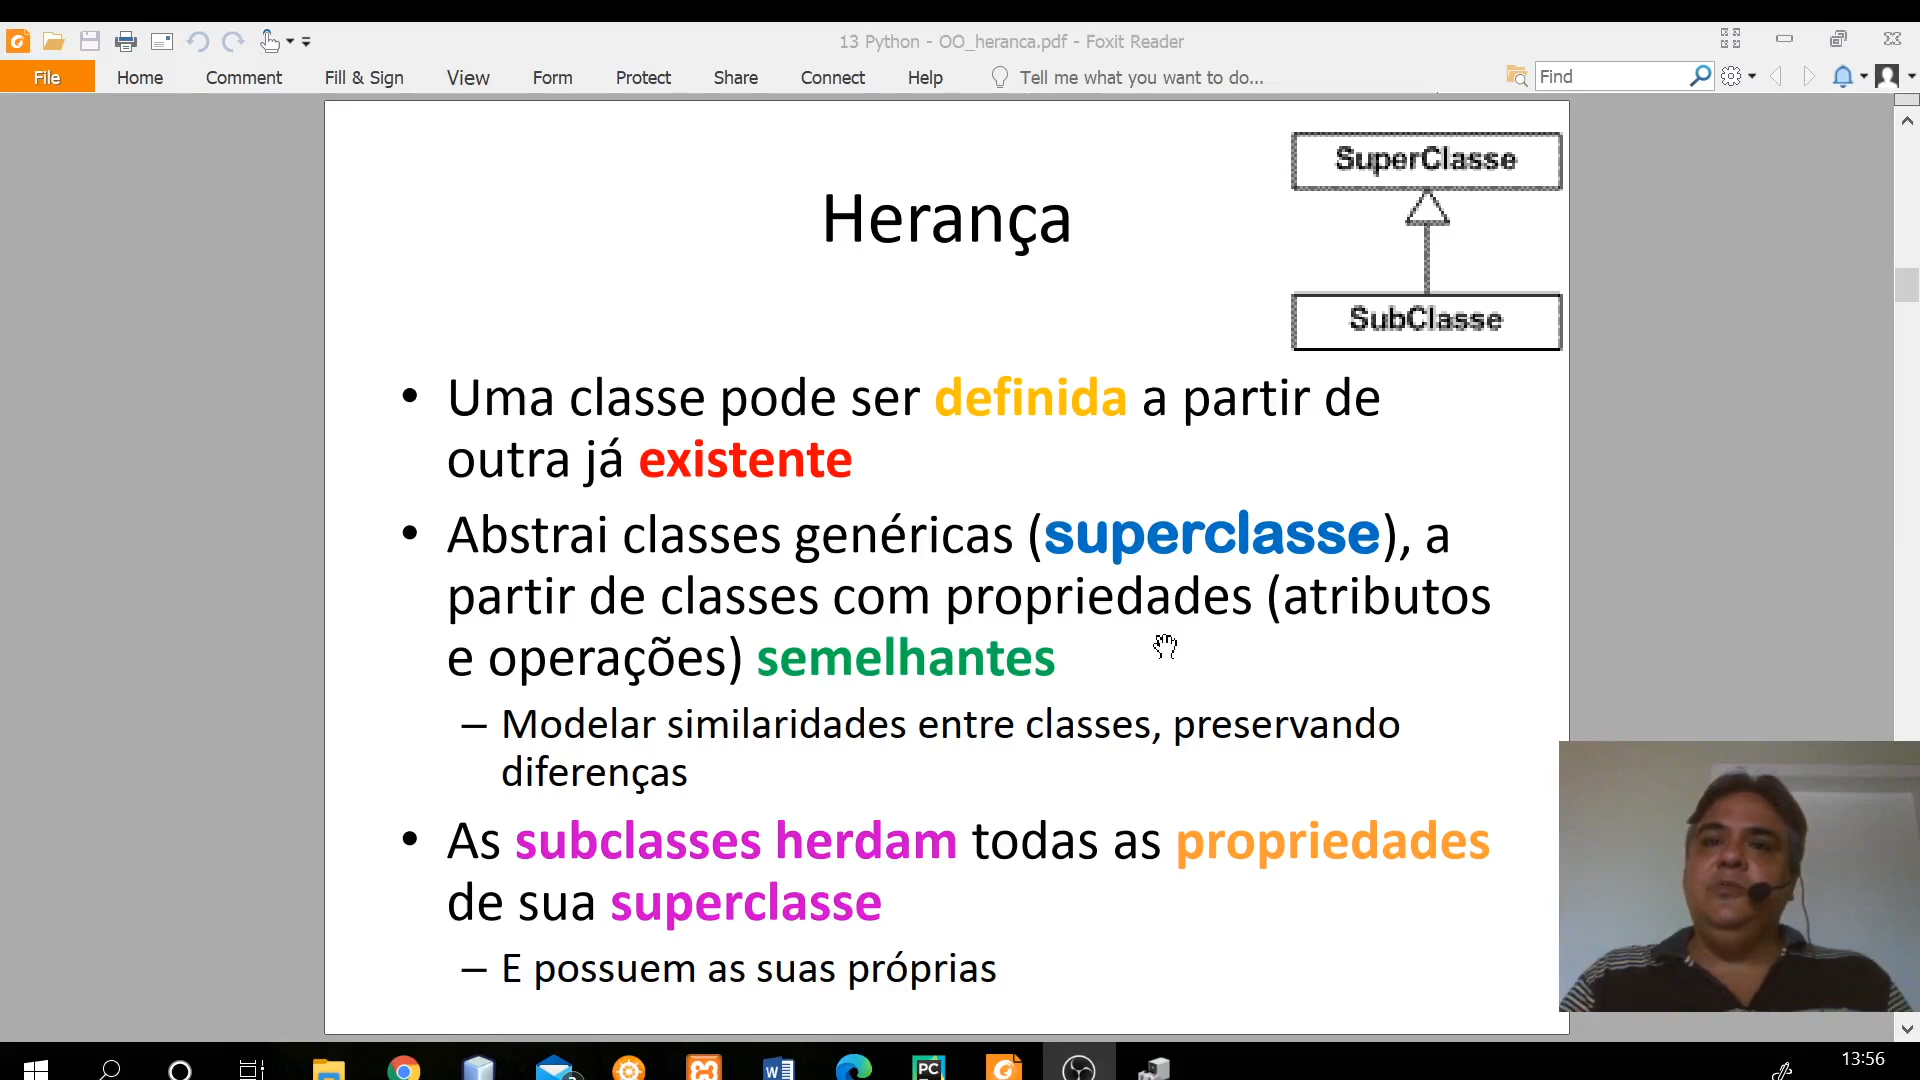 13 Python - OO_heranca.pdf - Foxit Reader
File Home Comment Fill & Sign View Form Protect Share Connect Help Tell me what you want to do... Find
SuperClasse
Herança
SubClasse
• Uma classe pode ser definida a partir de
outra já existente
• Abstrai classes genéricas (superclasse), a
partir de classes com propriedades (atributos
e operações) semelhantes
– Modelar similaridades entre classes, preservando
diferenças
• As subclasses herdam todas as propriedades
de sua superclasse
– E possuem as suas próprias
PC
13:56